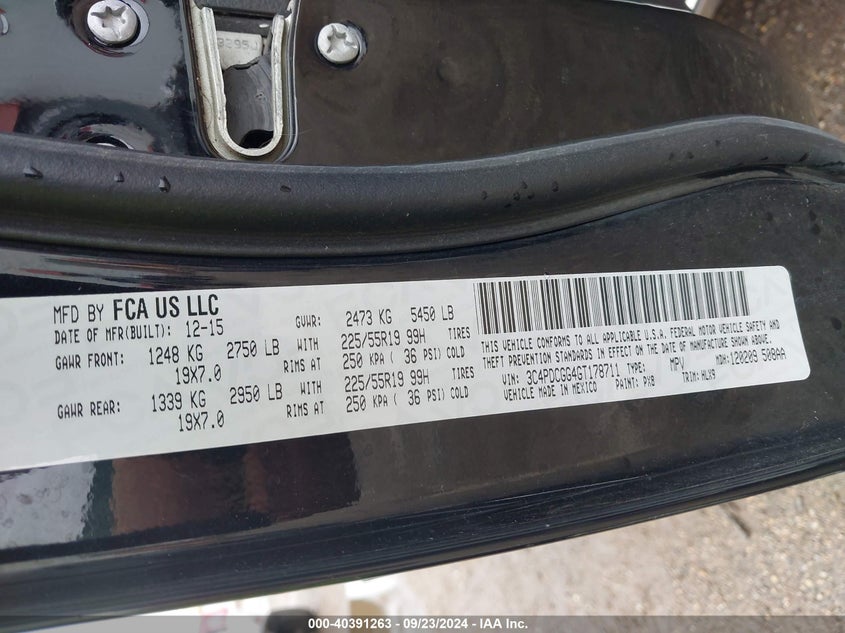 MFD BY FCA US LLC
DATE OF MFR(BUILT): 12-15 GVWR: 2473 KG 5450 LB
GAWR FRONT: 1248 KG 2750 LB WITH 225/55R19 99H TIRES
19X7.0 RIMS AT 250 KPA ( 36 PSI) COLD
GAWR REAR: 1339 KG 2950 LB WITH 225/55R19 99H TIRES
19X7.0 RIMS AT 250 KPA ( 36 PSI) COLD
THIS VEHICLE CONFORMS TO ALL APPLICABLE U.S.A. FEDERAL MOTOR VEHICLE SAFETY AND
THEFT PREVENTION STANDARDS IN EFFECT ON THE DATE OF MANUFACTURE SHOWN ABOVE.
VIN: 3C4PDCGG4GT178711 TYPE: MPV MDH: 120209 508AA
VEHICLE MADE IN MEXICO PAINT: PX8 TRIM: HLX9
000-40391263 - 09/23/2024 - IAA Inc.